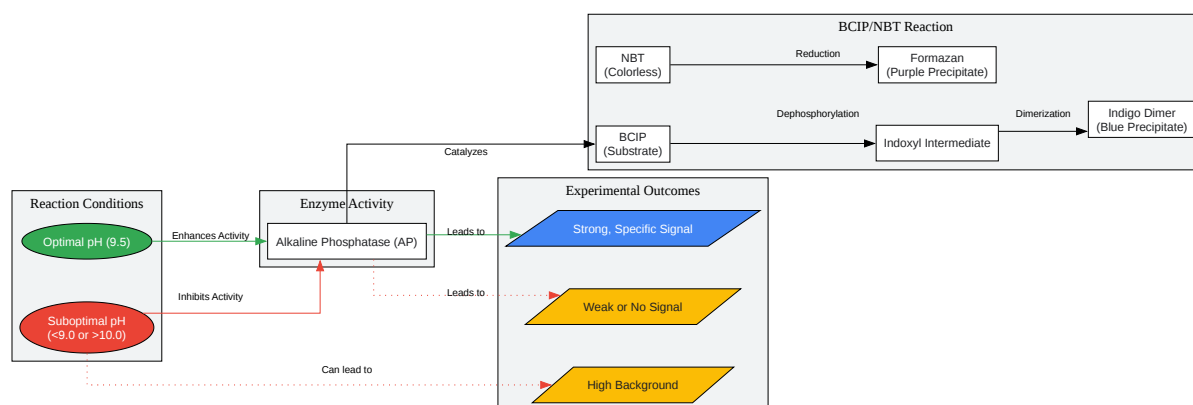 BCIP/NBT Reaction
NBT
(Colorless)
Reduction
Formazan
(Purple Precipitate)
BCIP
(Substrate)
Dephosphorylation
Indoxyl Intermediate
Dimerization
Indigo Dimer
(Blue Precipitate)
Catalyzes
Reaction Conditions
Optimal pH (9.5)
Enhances Activity
Suboptimal pH
(<9.0 or >10.0)
Inhibits Activity
Enzyme Activity
Alkaline Phosphatase (AP)
Leads to
Leads to
Can lead to
Experimental Outcomes
Strong, Specific Signal
Weak or No Signal
High Background